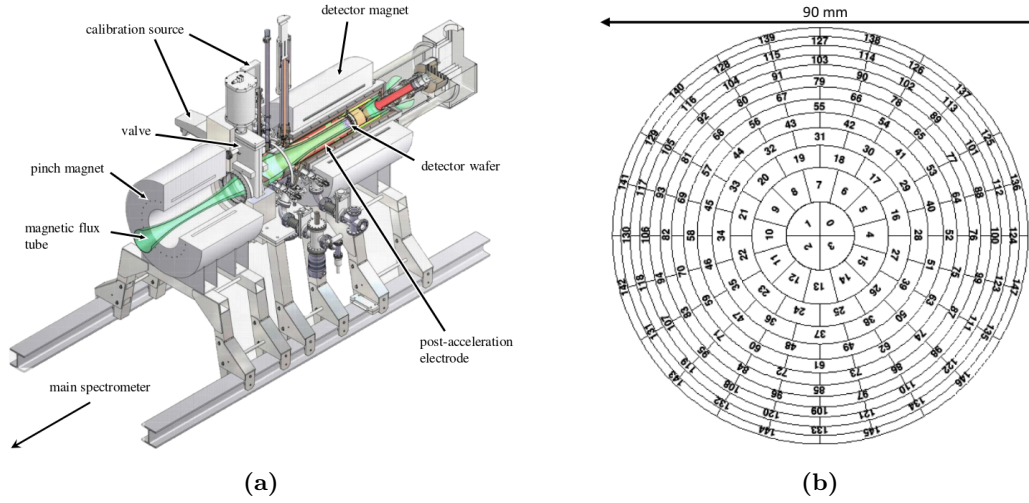 detector magnet
calibration source
valve
pinch magnet
magnetic flux
tube
detector wafer
post-acceleration
electrode
main spectrometer
(a)
90 mm
139 127 138
128 115 103 114 126
140 116 104 91 79 90 102 113 137
129 105 92 80 67 55 66 78 89 101 125
141 117 93 81 68 56 43 31 42 54 65 77 88 112 136
69 57 44 32 19 18 30 41 53 64
45 33 20 8 7 6 17 29 40
21 9 1 0 5 16
130 106 82 58 34 10 4 28 52 76 100 124
22 11 2 3 15 27
142 118 94 70 46 35 23 12 13 14 26 39 51 75 99 123 147
131 107 83 59 47 36 24 25 38 50 63 87 111 135
143 119 95 71 60 48 37 49 62 74 98 122 146
132 108 84 72 61 73 86 110 134
120 96 85 97 121
144 133 109 145
(b)